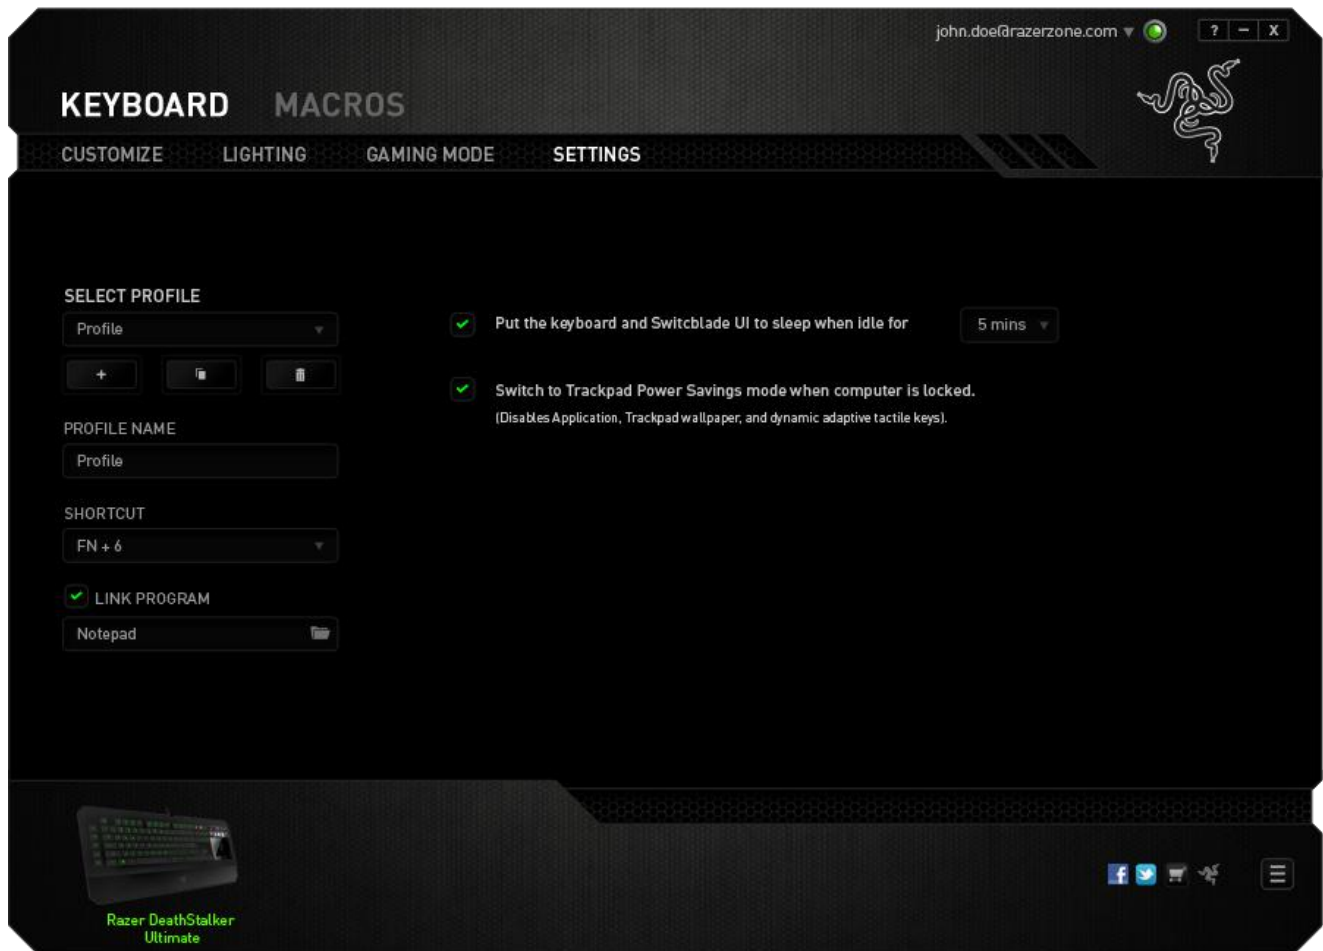 john.doe@razerzone.com
? – X
KEYBOARD MACROS
CUSTOMIZE LIGHTING GAMING MODE SETTINGS
SELECT PROFILE
Profile
Put the keyboard and Switcblade UI to sleep when idle for 5 mins
+
Switch to Trackpad Power Savings mode when computer is locked.
(Disables Application, Trackpad wallpaper, and dynamic adaptive tactile keys).
PROFILE NAME
Profile
SHORTCUT
FN + 6
LINK PROGRAM
Notepad
Razer DeathStalker
Ultimate